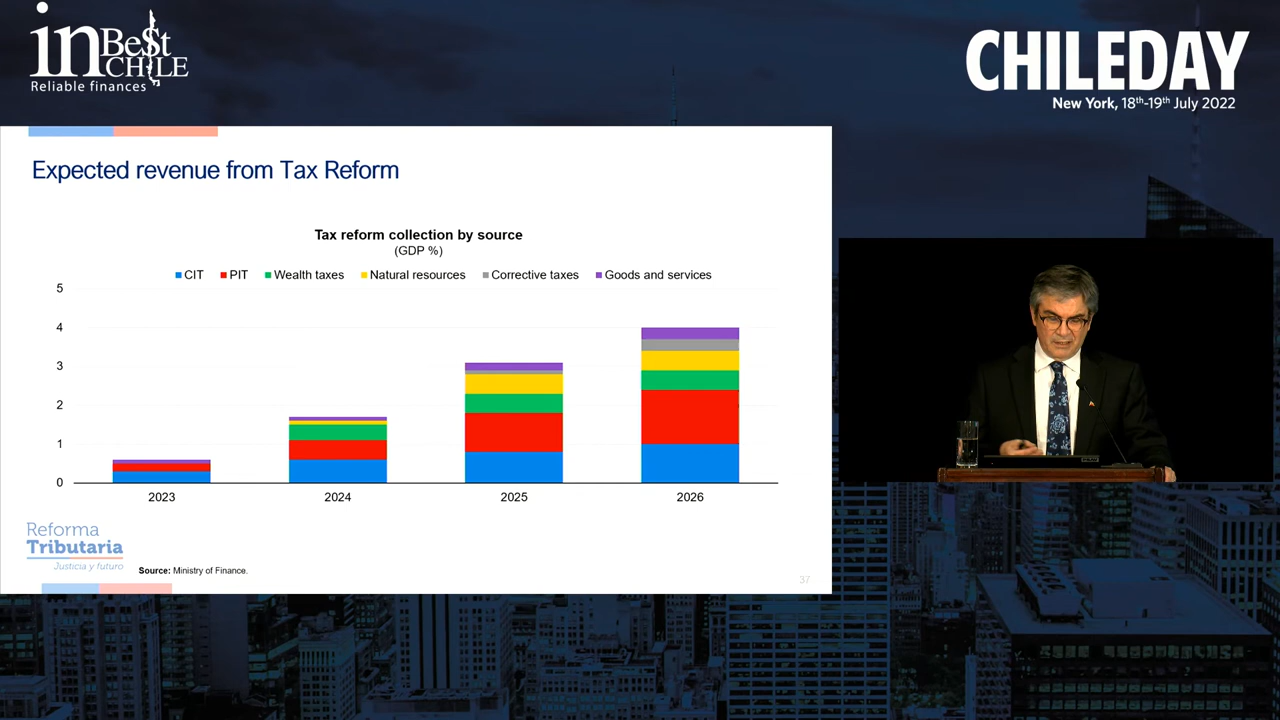 inBe$t
CHILE
Reliable finances
CHILEDAY
New York, 18th-19th July 2022
Expected revenue from Tax Reform
Tax reform collection by source
(GDP %)
CIT PIT Wealth taxes Natural resources Corrective taxes Goods and services
5
4
3
2
1
0
2023 2024 2025 2026
Reforma
Tributaria
Justicia y futuro
Source: Ministry of Finance.
37